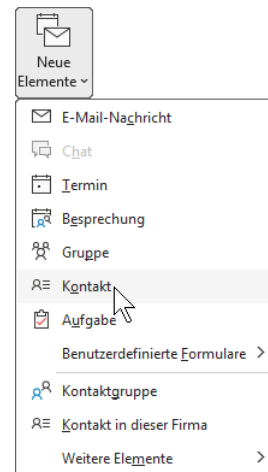 Neue
Elemente
E-Mail-Nachricht
Chat
Termin
Besprechung
Gruppe
Kontakt
Aufgabe
Benutzerdefinierte Formulare
Kontaktgruppe
Kontakt in dieser Firma
Weitere Elemente